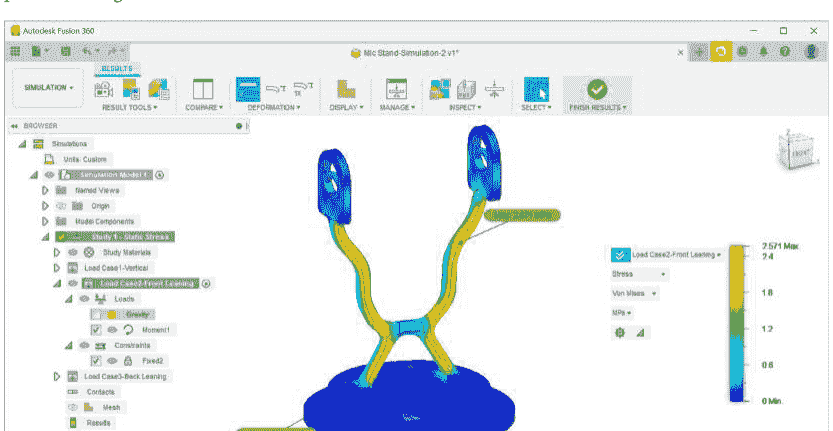 Autodesk Fusion 360
Mic Stand-Simulation-2 v1*
RESULTS
SIMULATION
RESULT TOOLS
COMPARE
DEFORMATION
DISPLAY
MANAGE
INSPECT
SELECT
FINISH RESULTS
BROWSER
Simulations
Units: Custom
Simulation Model 1
Named Views
Origin
Model Components
Study 1 - Static Stress
Study Materials
Load Case1-Vertical
Load Case2-Front Leaning
Loads
Gravity
Moment1
Constraints
Fixed2
Load Case3-Back Leaning
Contacts
Mesh
Results
FRONT
Load Case2-Front Leaning
Stress
Von Mises
MPa
2.571 Max.
2.4
1.8
1.2
0.6
0 Min.